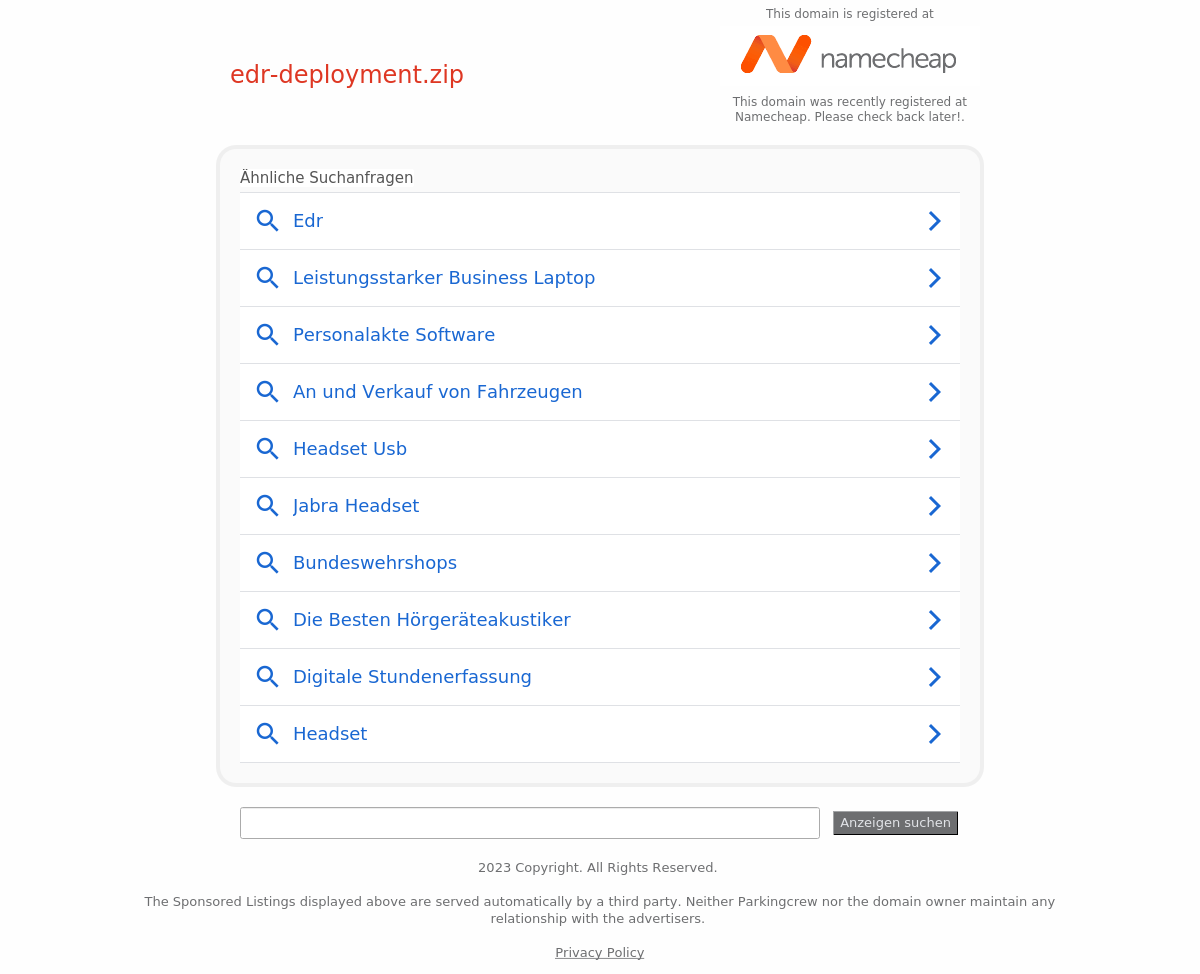 This domain is registered at
namecheap
edr-deployment.zip
This domain was recently registered at
Namecheap. Please check back later!.
Ähnliche Suchanfragen
Edr
Leistungsstarker Business Laptop
Personalakte Software
An und Verkauf von Fahrzeugen
Headset Usb
Jabra Headset
Bundeswehrshops
Die Besten Hörgeräteakustiker
Digitale Stundenerfassung
Headset
Anzeigen suchen
2023 Copyright. All Rights Reserved.
The Sponsored Listings displayed above are served automatically by a third party. Neither Parkingcrew nor the domain owner maintain any
relationship with the advertisers.
Privacy Policy